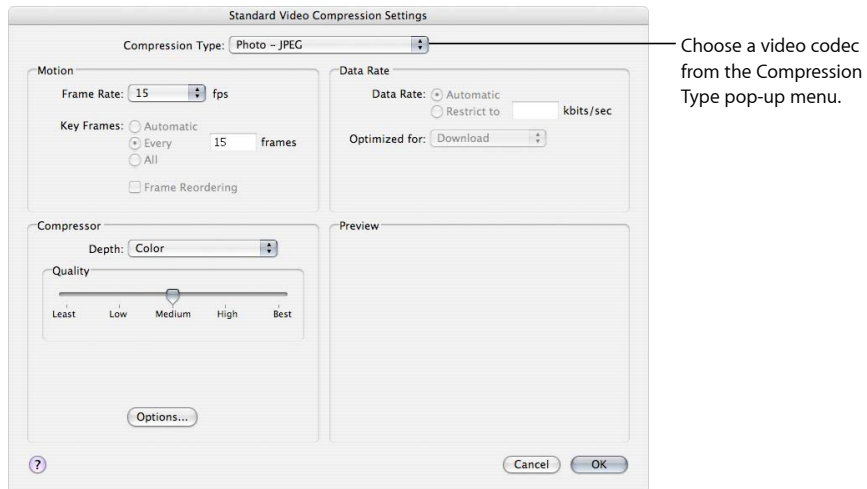 Standard Video Compression Settings
Compression Type: Photo – JPEG
Choose a video codec
from the Compression
Type pop-up menu.
Motion
Frame Rate: 15 fps
Key Frames: Automatic
Every 15 frames
All
Frame Reordering
Data Rate
Data Rate: Automatic
Restrict to kbits/sec
Optimized for: Download
Compressor
Depth: Color
Quality
Least Low Medium High Best
Options...
Preview
?
Cancel OK